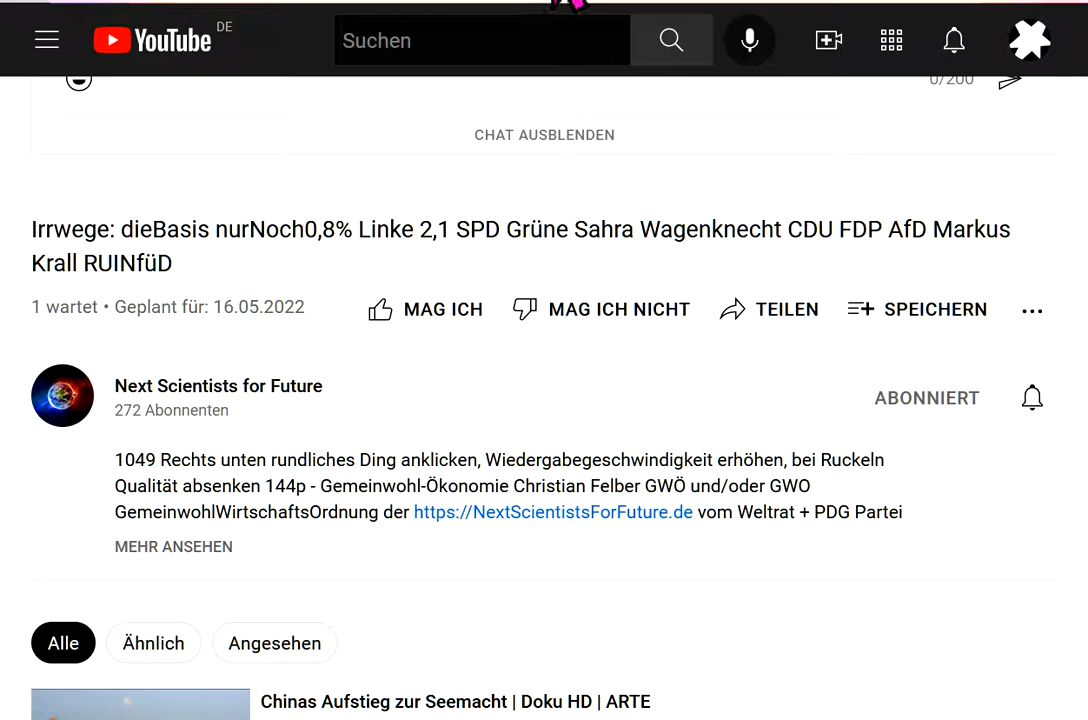 YouTube DE
Suchen
0/200
CHAT AUSBLENDEN
Irrwege: dieBasis nurNoch0,8% Linke 2,1 SPD Grüne Sahra Wagenknecht CDU FDP AfD Markus
Krall RUINfüD
1 wartet • Geplant für: 16.05.2022
MAG ICH
MAG ICH NICHT
TEILEN
SPEICHERN
Next Scientists for Future
272 Abonnenten
ABONNIERT
1049 Rechts unten rundliches Ding anklicken, Wiedergabegeschwindigkeit erhöhen, bei Ruckeln
Qualität absenken 144p - Gemeinwohl-Ökonomie Christian Felber GWÖ und/oder GWO
GemeinwohlWirtschaftsOrdnung der https://NextScientistsForFuture.de vom Weltrat + PDG Partei
MEHR ANSEHEN
Alle
Ähnlich
Angesehen
Chinas Aufstieg zur Seemacht | Doku HD | ARTE